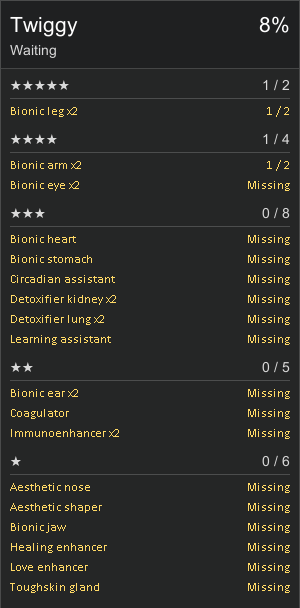 Twiggy 8%
Waiting
★★★★★ 1 / 2
Bionic leg x2 1 / 2
★★★★ 1 / 4
Bionic arm x2 1 / 2
Bionic eye x2 Missing
★★★ 0 / 8
Bionic heart Missing
Bionic stomach Missing
Circadian assistant Missing
Detoxifier kidney x2 Missing
Detoxifier lung x2 Missing
Learning assistant Missing
★★ 0 / 5
Bionic ear x2 Missing
Coagulator Missing
Immunoenhancer x2 Missing
★ 0 / 6
Aesthetic nose Missing
Aesthetic shaper Missing
Bionic jaw Missing
Healing enhancer Missing
Love enhancer Missing
Toughskin gland Missing